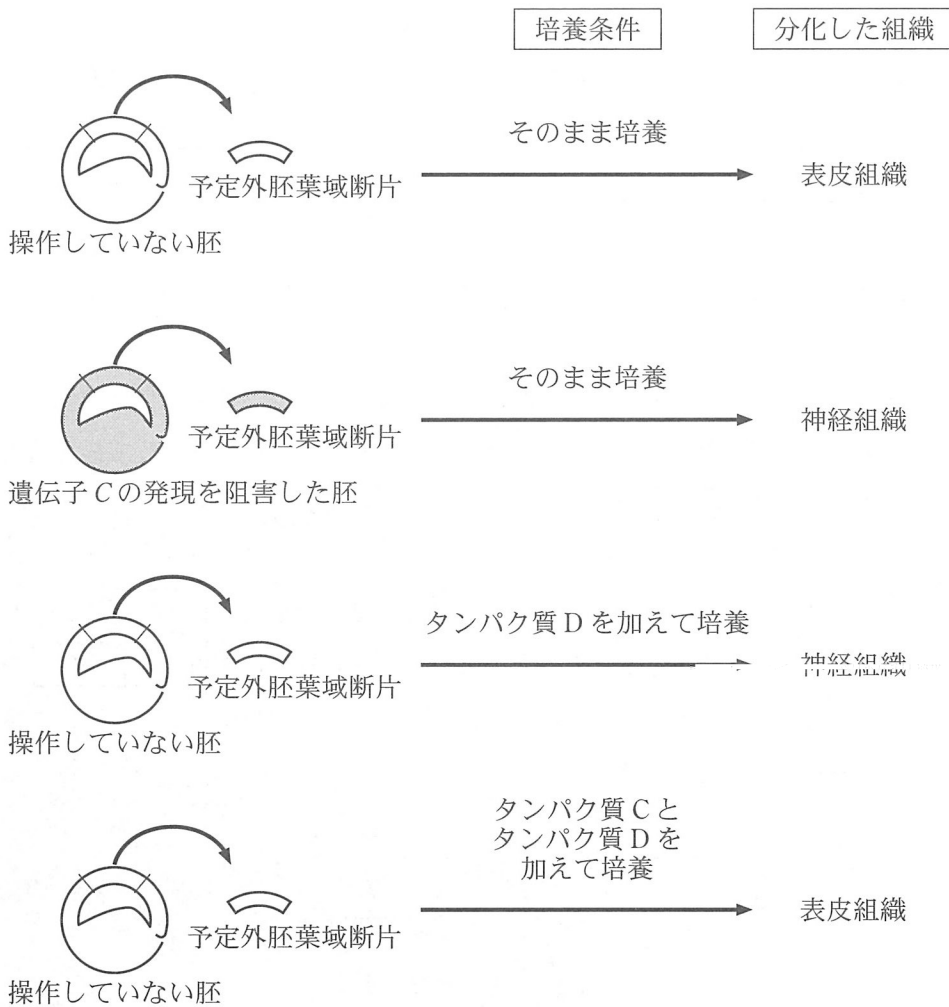 培養条件
分化した組織
そのまま培養
予定外胚葉域断片
表皮組織
操作していない胚
そのまま培養
予定外胚葉域断片
神経組織
遺伝子Cの発現を阻害した胚
タンパク質Dを加えて培養
予定外胚葉域断片
神経組織
操作していない胚
タンパク質Cと
タンパク質Dを
加えて培養
予定外胚葉域断片
表皮組織
操作していない胚